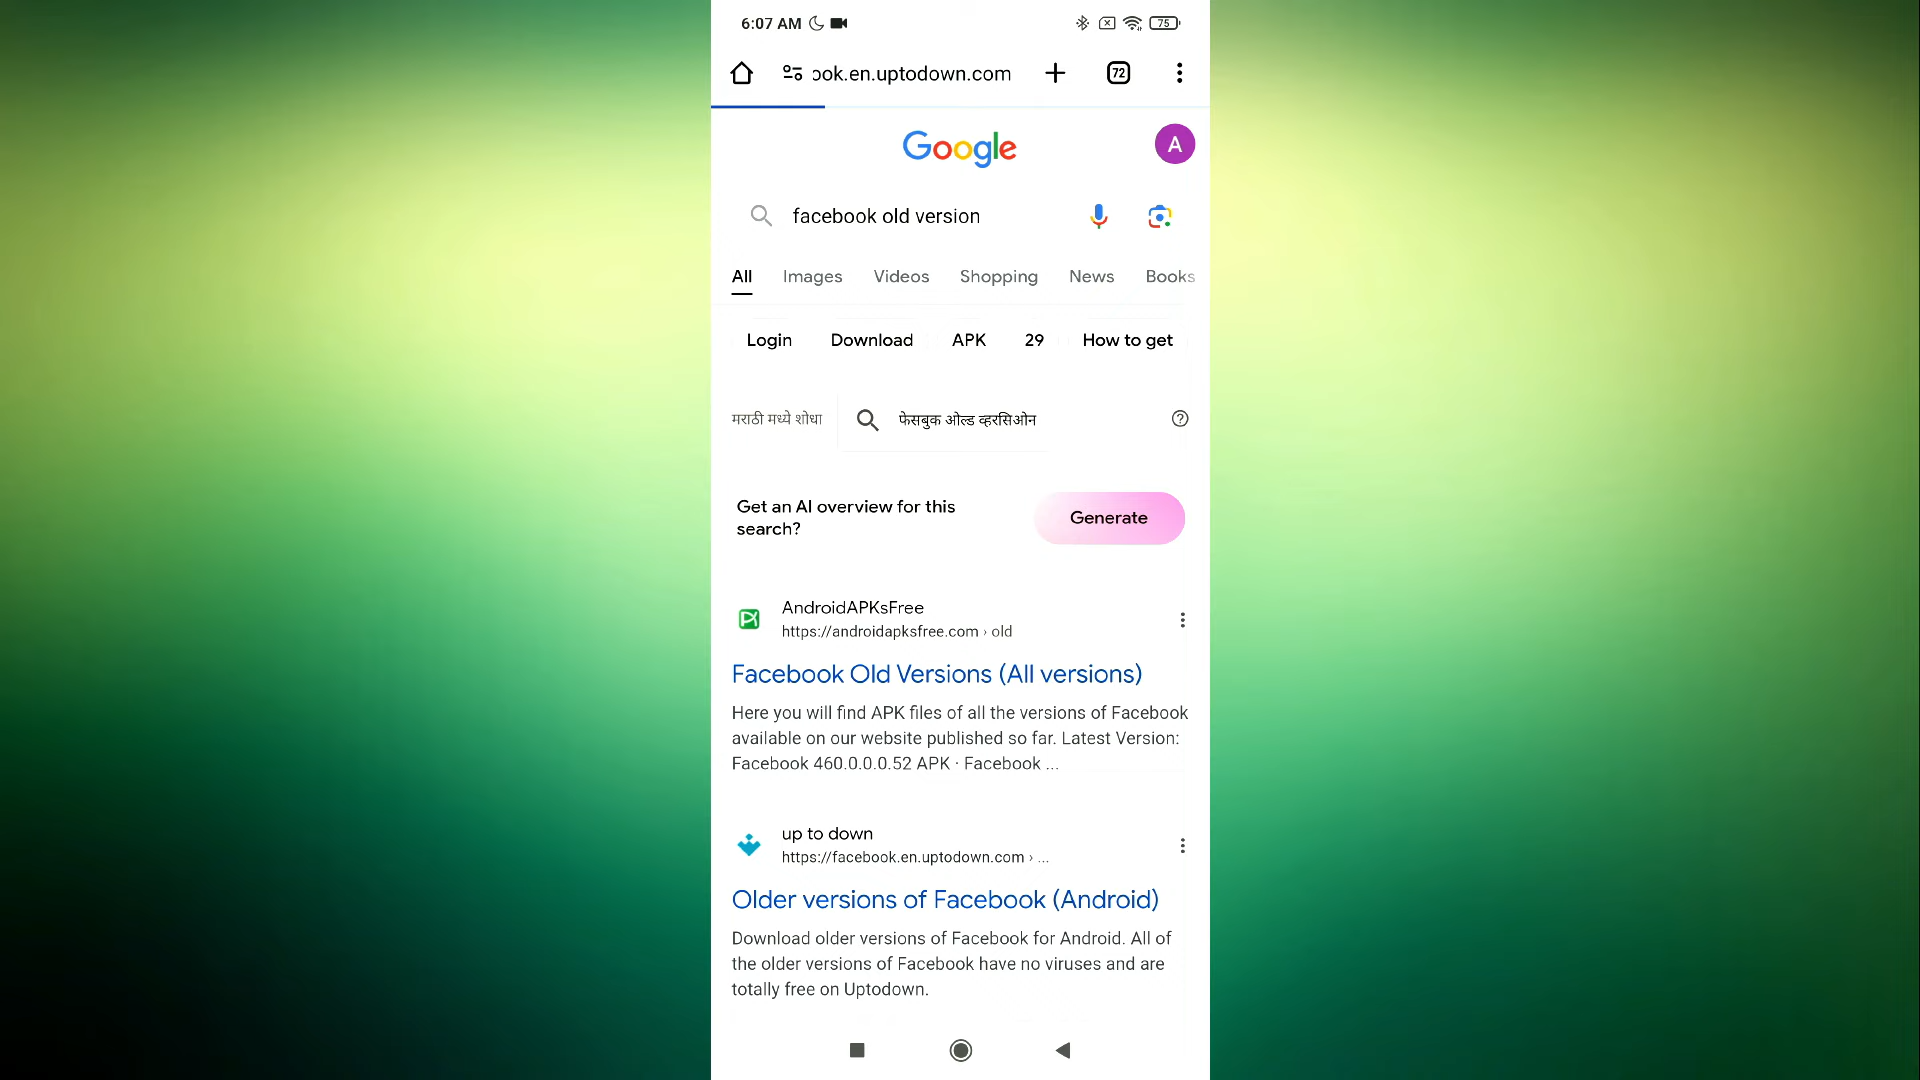 6:07 AM 75
ook.en.uptodown.com 72
Google A
facebook old version
All Images Videos Shopping News Books
Login Download APK 29 How to get
मराठी मध्ये शोधा फेसबुक ओल्ड व्हरसिओन
Get an AI overview for this
search?
Generate
AndroidAPKsFree
https://androidapksfree.com › old
Facebook Old Versions (All versions)
Here you will find APK files of all the versions of Facebook
available on our website published so far. Latest Version:
Facebook 460.0.0.0.52 APK · Facebook ...
up to down
https://facebook.en.uptodown.com › ...
Older versions of Facebook (Android)
Download older versions of Facebook for Android. All of
the older versions of Facebook have no viruses and are
totally free on Uptodown.